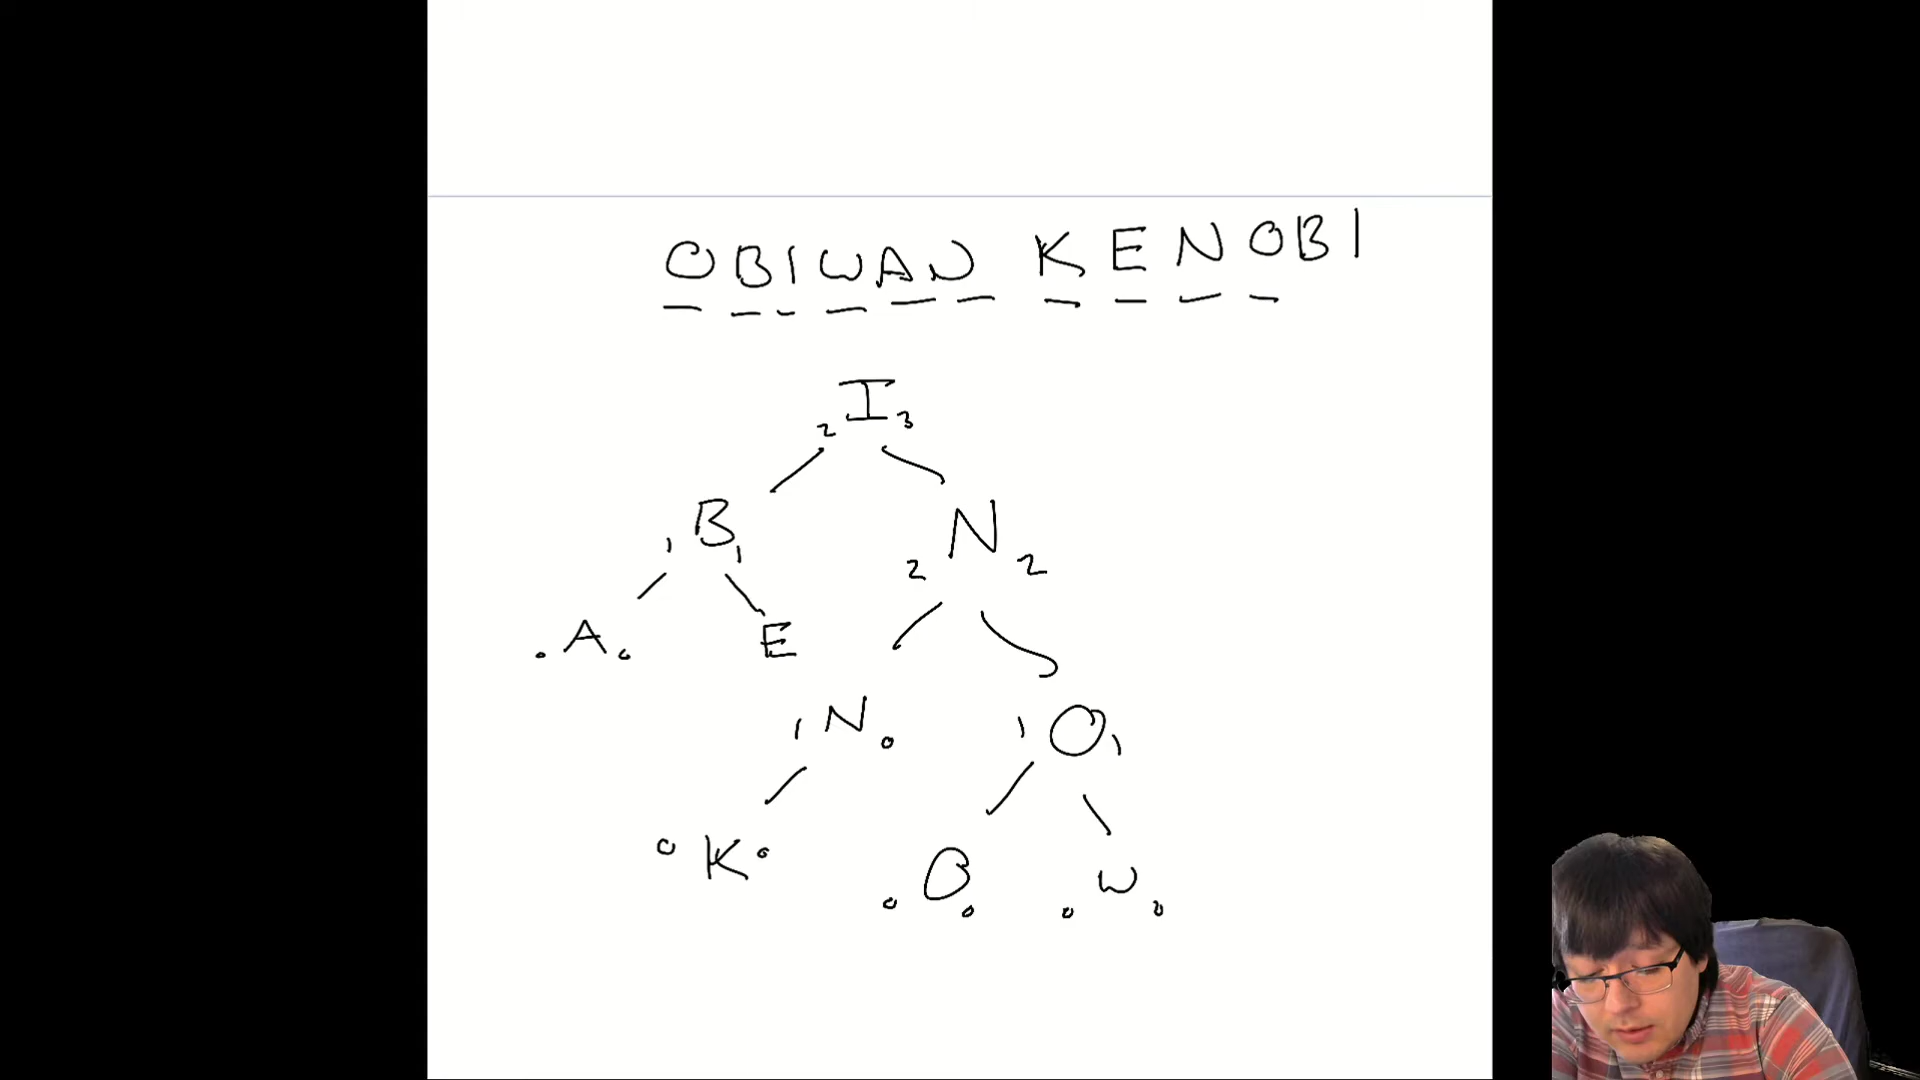 OBIWAN KENOBI
2 I 3
1 B 1
2 N 2
0 A 0
E
1 N 0
1 O 1
0 K 0
0 O 0
0 W 0